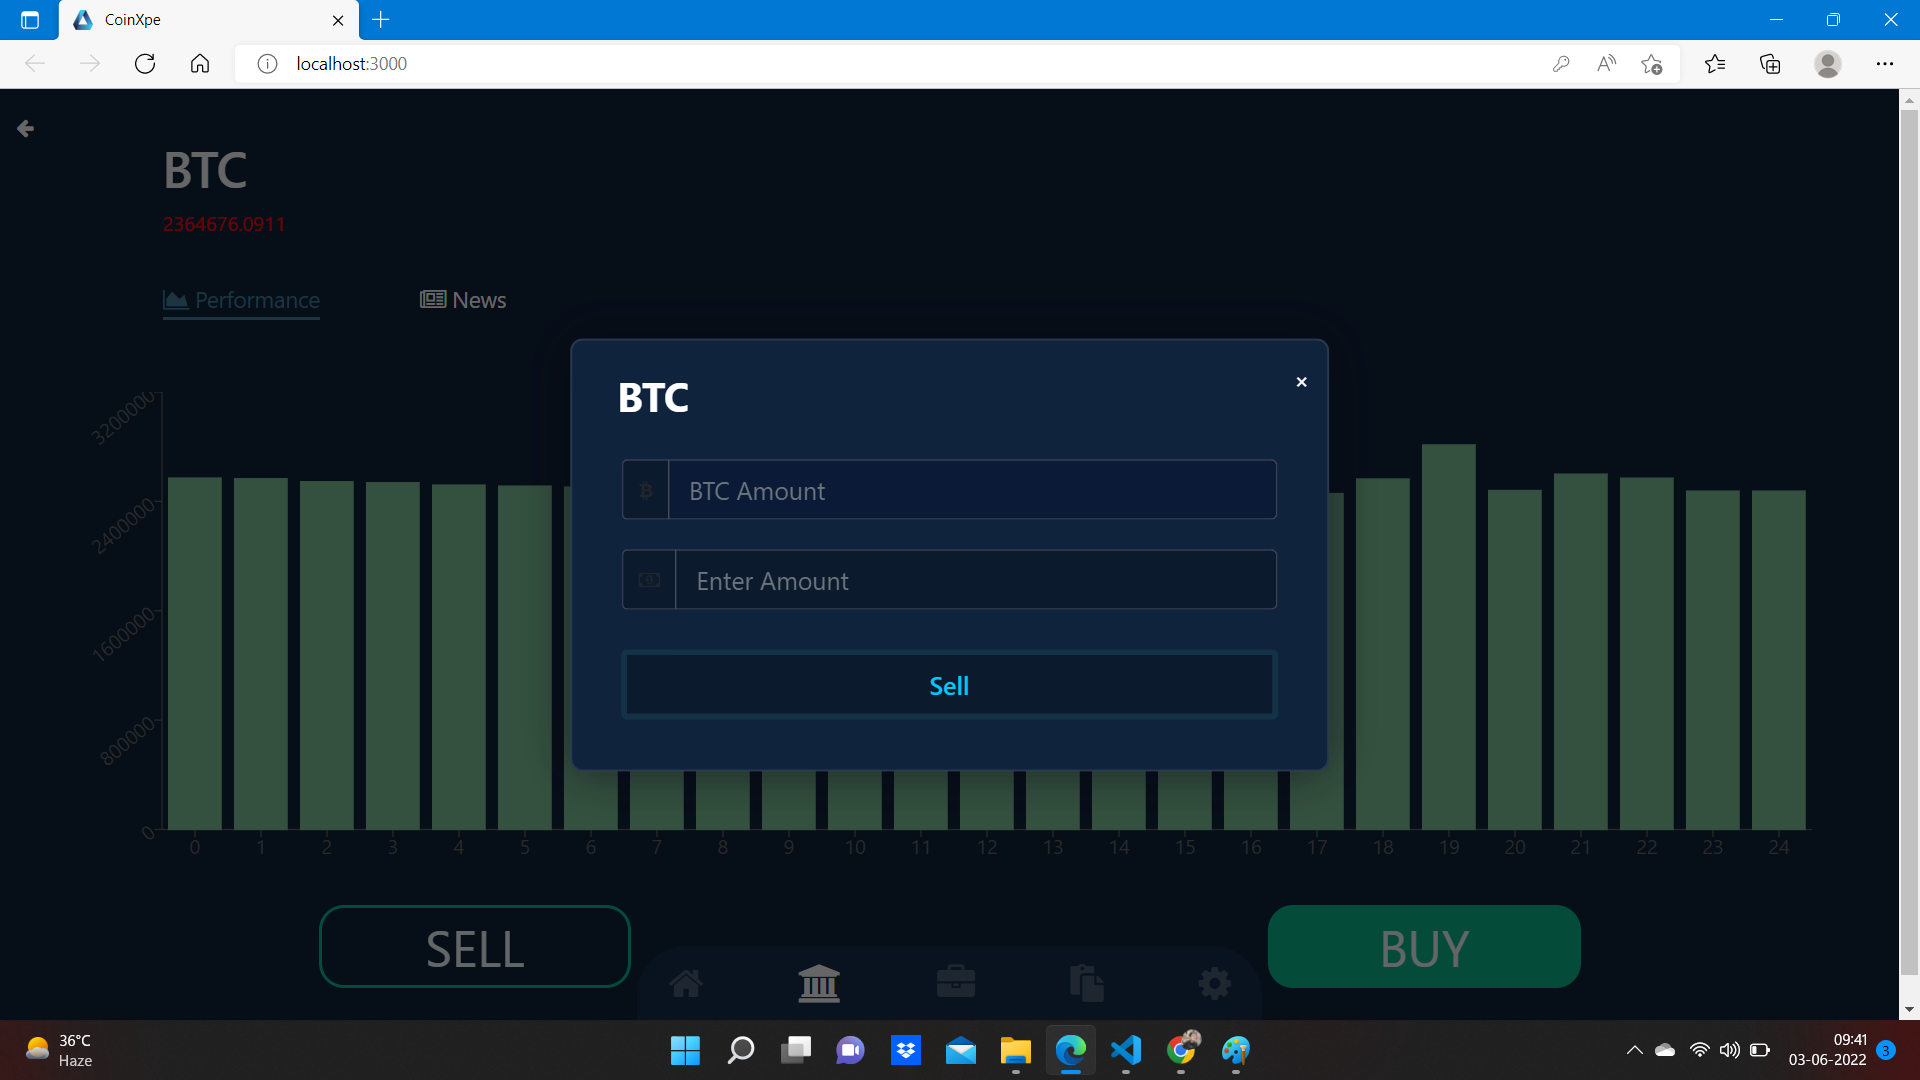 CoinXpe
localhost:3000
BTC
2364676.0911
Performance
News
BTC
BTC Amount
Enter Amount
Sell
3200000
2400000
1600000
800000
0
0 1 2 3 4 5 6 7 8 9 10 11 12 13 14 15 16 17 18 19 20 21 22 23 24
SELL
BUY
36°C
Haze
09:41
03-06-2022
3